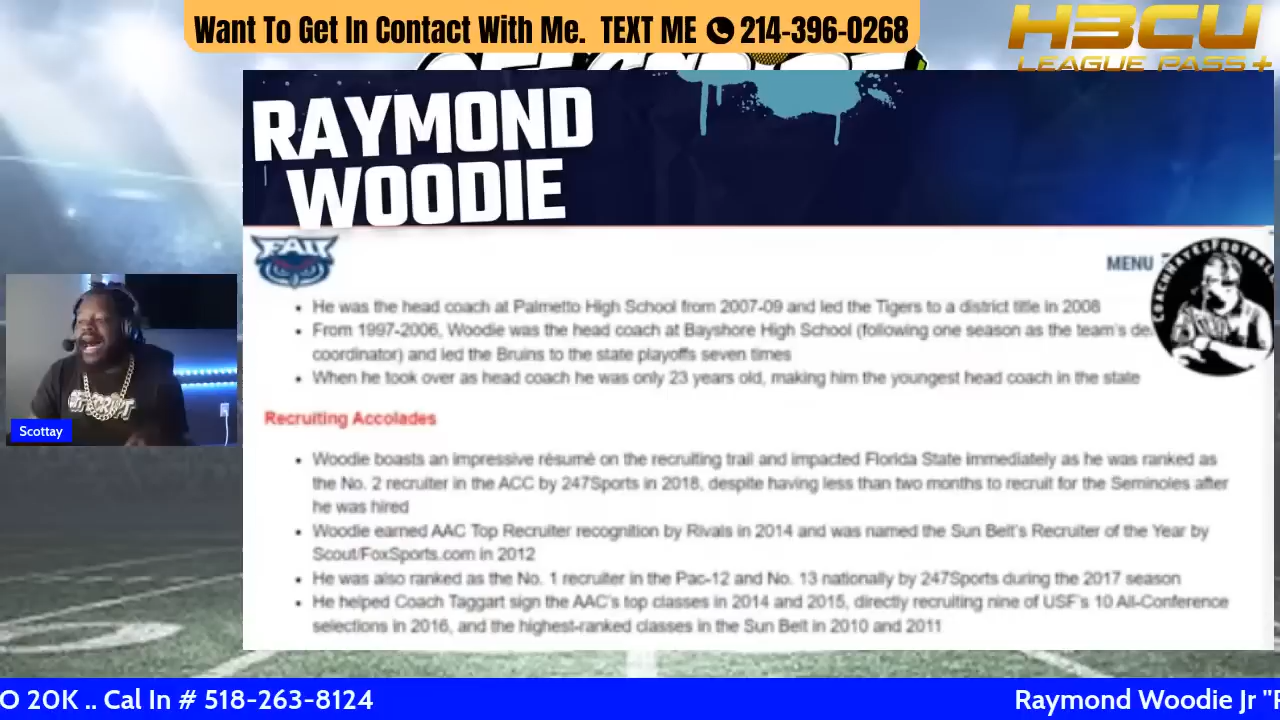 Want To Get In Contact With Me. TEXT ME 214-396-0268
HBCU
LEAGUE PASS+
RAYMOND
WOODIE
FAU
MENU
COACHHAYESFOOTBALL
• He was the head coach at Palmetto High School from 2007-09 and led the Tigers to a district title in 2008
• From 1997-2006, Woodie was the head coach at Bayshore High School (following one season as the team's de
coordinator) and led the Bruins to the state playoffs seven times
• When he took over as head coach he was only 23 years old, making him the youngest head coach in the state
Recruiting Accolades
• Woodie boasts an impressive résumé on the recruiting trail and impacted Florida State immediately as he was ranked as
the No. 2 recruiter in the ACC by 247Sports in 2018, despite having less than two months to recruit for the Seminoles after
he was hired
• Woodie earned AAC Top Recruiter recognition by Rivals in 2014 and was named the Sun Belt's Recruiter of the Year by
Scout/FoxSports.com in 2012
• He was also ranked as the No. 1 recruiter in the Pac-12 and No. 13 nationally by 247Sports during the 2017 season
• He helped Coach Taggart sign the AAC's top classes in 2014 and 2015, directly recruiting nine of USF's 10 All-Conference
selections in 2016, and the highest-ranked classes in the Sun Belt in 2010 and 2011
Scottay
O 20K .. Cal In # 518-263-8124
Raymond Woodie Jr "F